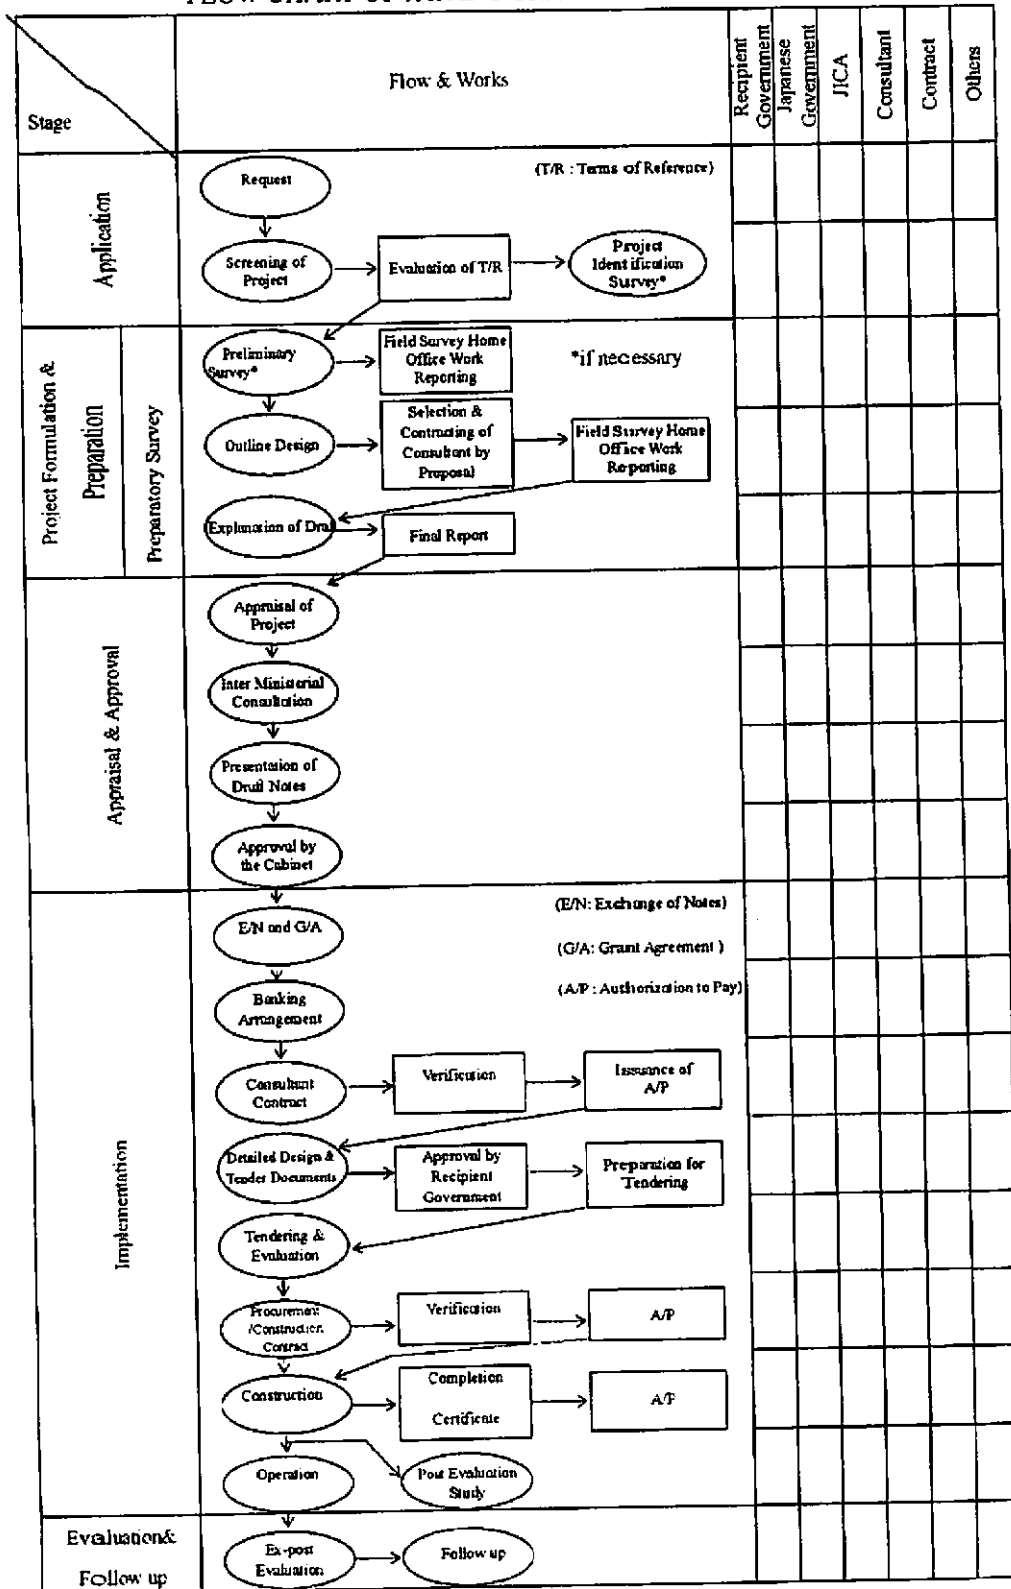 Stage
Flow & Works
Recipient
Government
Japanese
Government
JICA
Consultant
Contract
Others
Application
Request
(T/R : Terms of Reference)
Screening of
Project
Evaluation of T/R
Project
Identification
Survey*
Project Formulation &
Preparation
Preparatory Survey
Preliminary
Survey*
Field Survey Home
Office Work
Reporting
*if necessary
Outline Design
Selection &
Contracting of
Consultant by
Proposal
Field Survey Home
Office Work
Reporting
Explanation of Draf
Final Report
Appraisal & Approval
Appraisal of
Project
Inter Ministerial
Consultation
Presentation of
Draft Notes
Approval by
the Cabinet
Implementation
E/N and G/A
(E/N: Exchange of Notes)
(G/A: Grant Agreement )
(A/P : Authorization to Pay)
Banking
Arrangement
Consultant
Contract
Verification
Issuance of
A/P
Detailed Design &
Tender Documents
Approval by
Recipient
Government
Preparation for
Tendering
Tendering &
Evaluation
Procurement
/Construction
Contract
Verification
A/P
Construction
Completion
Certificate
A/P
Operation
Post Evaluation
Study
Evaluation&
Follow up
Ex-post
Evaluation
Follow up